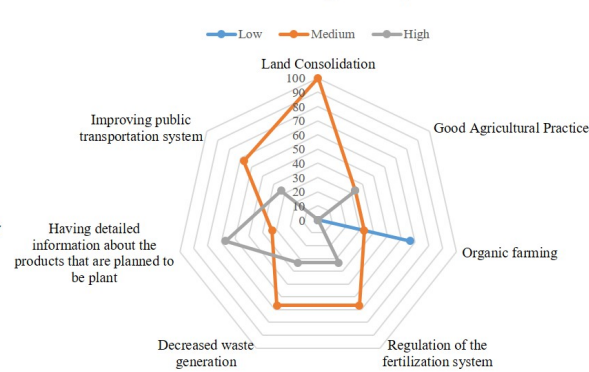 Low Medium High
Land Consolidation
100
90
80
70
60
50
40
30
20
10
0
Good Agricultural Practice
Organic farming
Regulation of the
fertilization system
Decreased waste
generation
Having detailed
information about the
products that are planned to
be plant
Improving public
transportation system